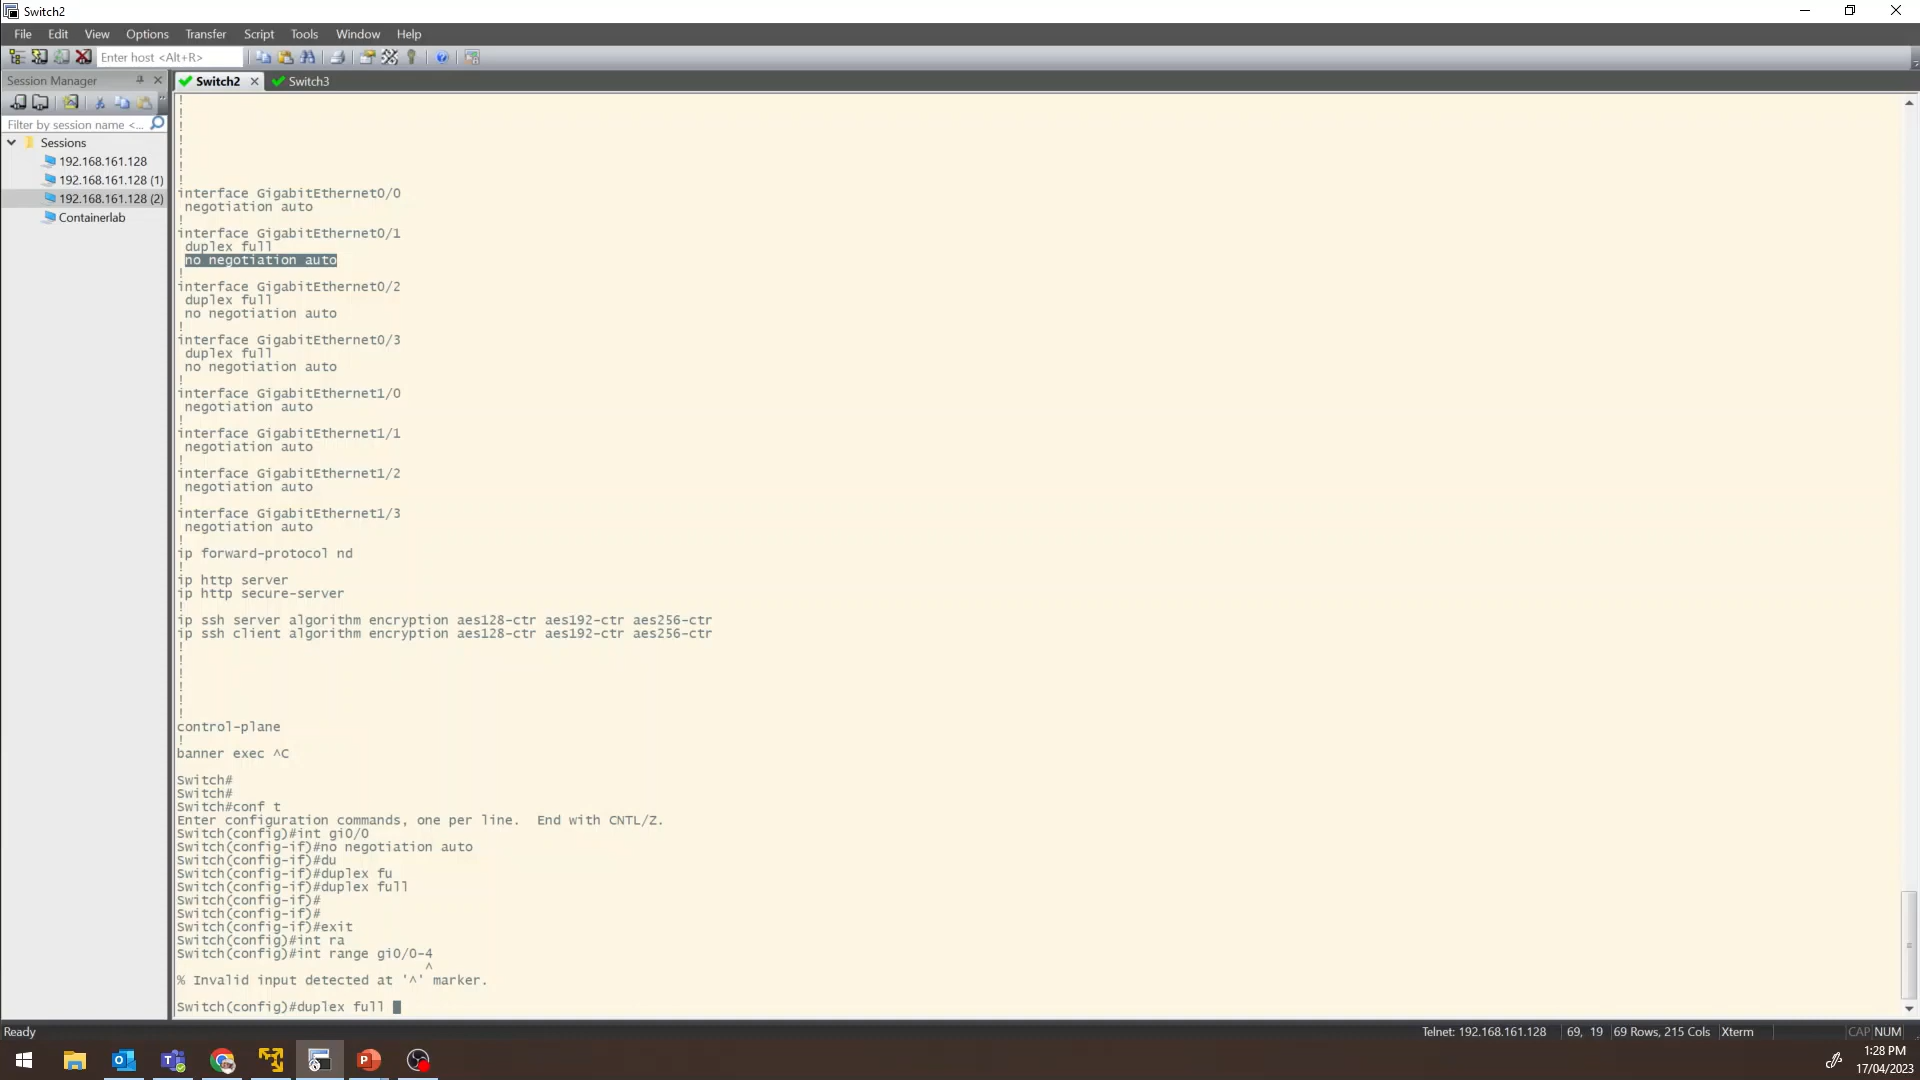 Switch2
File Edit View Options Transfer Script Tools Window Help
Enter host <Alt+R>
Session Manager
Switch2
Switch3
Filter by session name <...
Sessions
192.168.161.128
192.168.161.128 (1)
192.168.161.128 (2)
Containerlab
!
!
!
!
!
!
!
interface GigabitEthernet0/0
negotiation auto
!
interface GigabitEthernet0/1
duplex full
no negotiation auto
!
interface GigabitEthernet0/2
duplex full
no negotiation auto
!
interface GigabitEthernet0/3
duplex full
no negotiation auto
!
interface GigabitEthernet1/0
negotiation auto
!
interface GigabitEthernet1/1
negotiation auto
!
interface GigabitEthernet1/2
negotiation auto
!
interface GigabitEthernet1/3
negotiation auto
!
ip forward-protocol nd
!
ip http server
ip http secure-server
!
ip ssh server algorithm encryption aes128-ctr aes192-ctr aes256-ctr
ip ssh client algorithm encryption aes128-ctr aes192-ctr aes256-ctr
!
!
!
!
!
!
control-plane
!
banner exec ^C
Switch#
Switch#
Switch#conf t
Enter configuration commands, one per line.  End with CNTL/Z.
Switch(config)#int gi0/0
Switch(config-if)#no negotiation auto
Switch(config-if)#du
Switch(config-if)#duplex fu
Switch(config-if)#duplex full
Switch(config-if)#
Switch(config-if)#
Switch(config-if)#exit
Switch(config)#int ra
Switch(config)#int range gi0/0-4
^
% Invalid input detected at '^' marker.
Switch(config)#duplex full
Ready
Telnet: 192.168.161.128
69, 19
69 Rows, 215 Cols
Xterm
CAP NUM
1:28 PM
17/04/2023